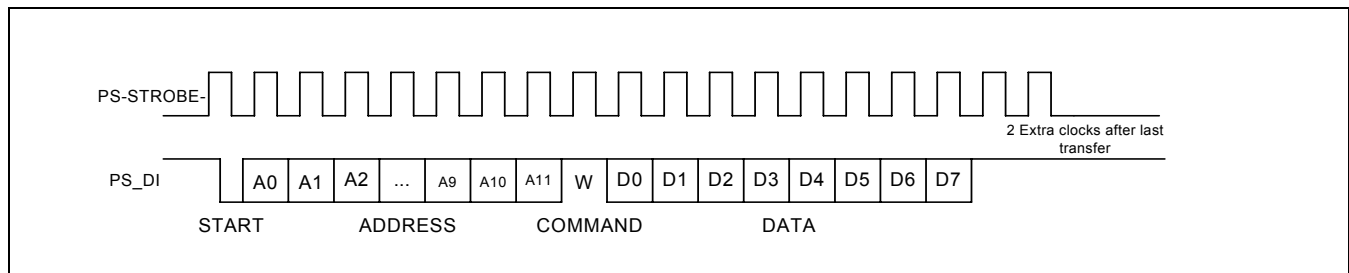 PS-STROBE-
2 Extra clocks after last
transfer
PS_DI
A0 A1 A2 ... A9 A10 A11 W D0 D1 D2 D3 D4 D5 D6 D7
START ADDRESS COMMAND DATA